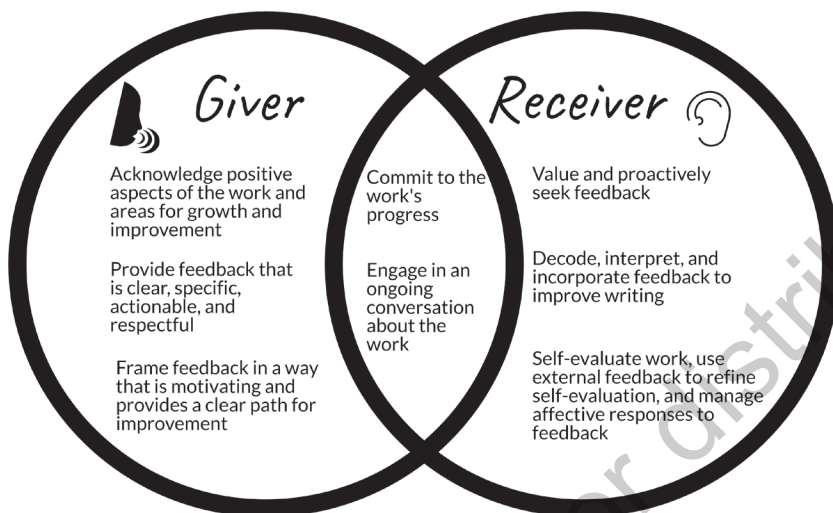 Giver
Acknowledge positive
aspects of the work and
areas for growth and
improvement
Provide feedback that
is clear, specific,
actionable, and
respectful
Frame feedback in a way
that is motivating and
provides a clear path for
improvement
Commit to the
work's
progress
Engage in an
ongoing
conversation
about the
work
Receiver
Value and proactively
seek feedback
Decode, interpret, and
incorporate feedback to
improve writing
Self-evaluate work, use
external feedback to refine
self-evaluation, and manage
affective responses to
feedback
or distrib